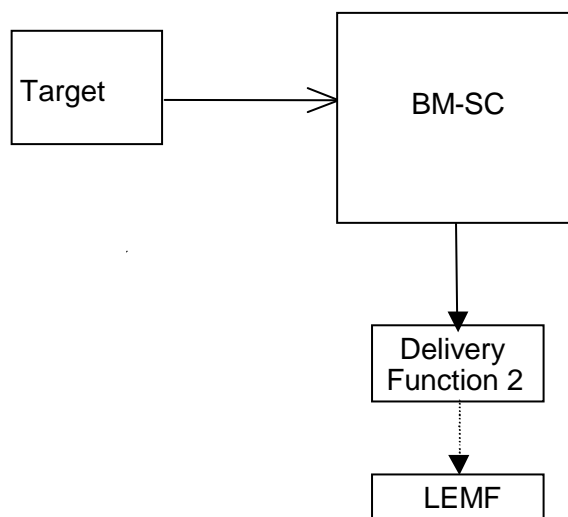 Target
BM-SC
Delivery
Function 2
LEMF